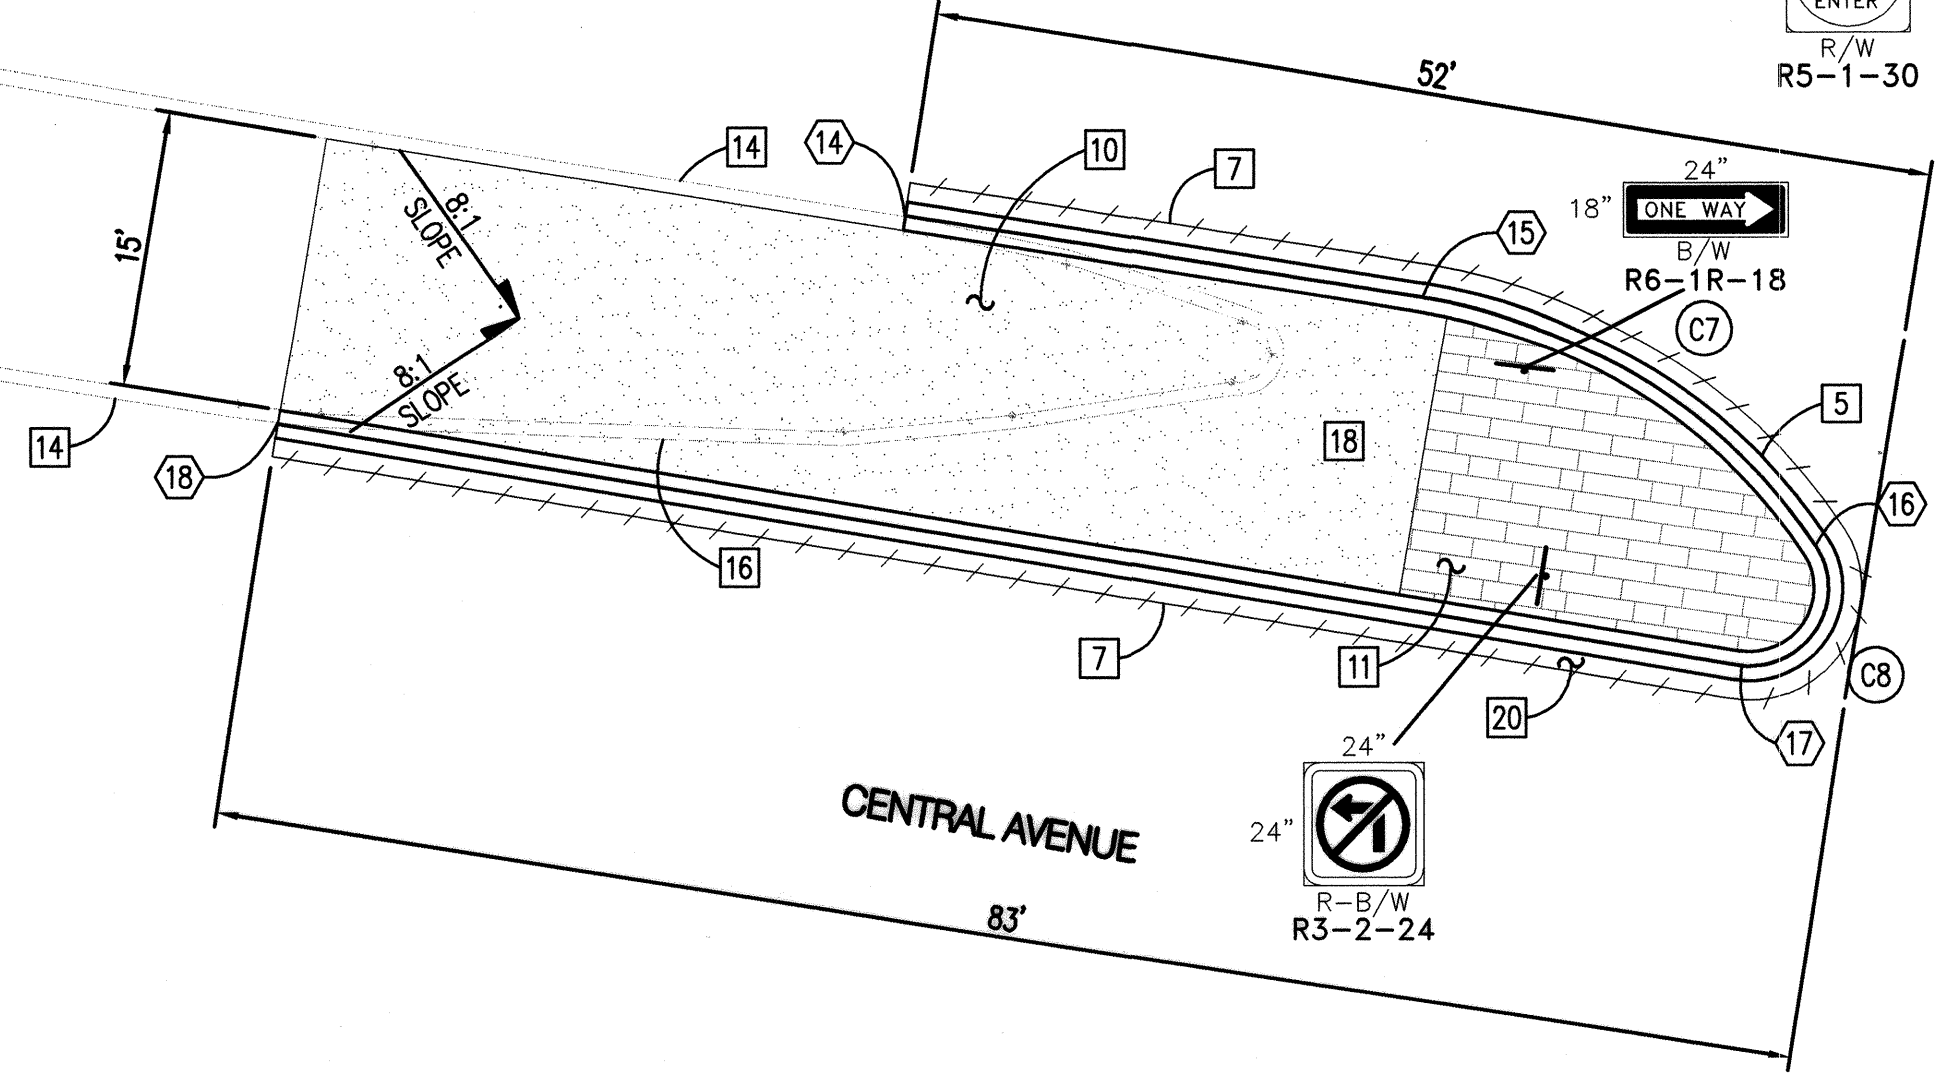 ENTER
R/W
R5-1-30
52'
14
14
10
7
24"
18"
ONE WAY
B/W
R6-1R-18
15
C7
8:1
SLOPE
15'
8:1
SLOPE
5
14
18
18
16
16
7
11
20
C8
17
24"
24"
R-B/W
R3-2-24
CENTRAL AVENUE
83'